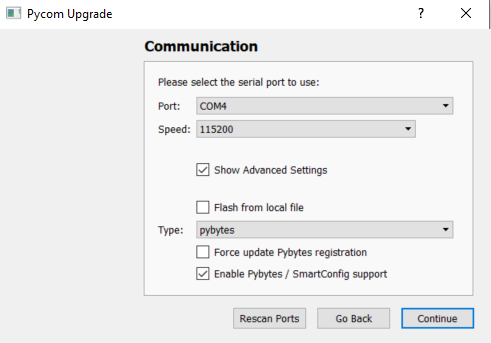 Pycom Upgrade
Communication
Please select the serial port to use:
Port: COM4
Speed: 115200
Show Advanced Settings
Flash from local file
Type: pybytes
Force update Pybytes registration
Enable Pybytes / SmartConfig support
Rescan Ports Go Back Continue